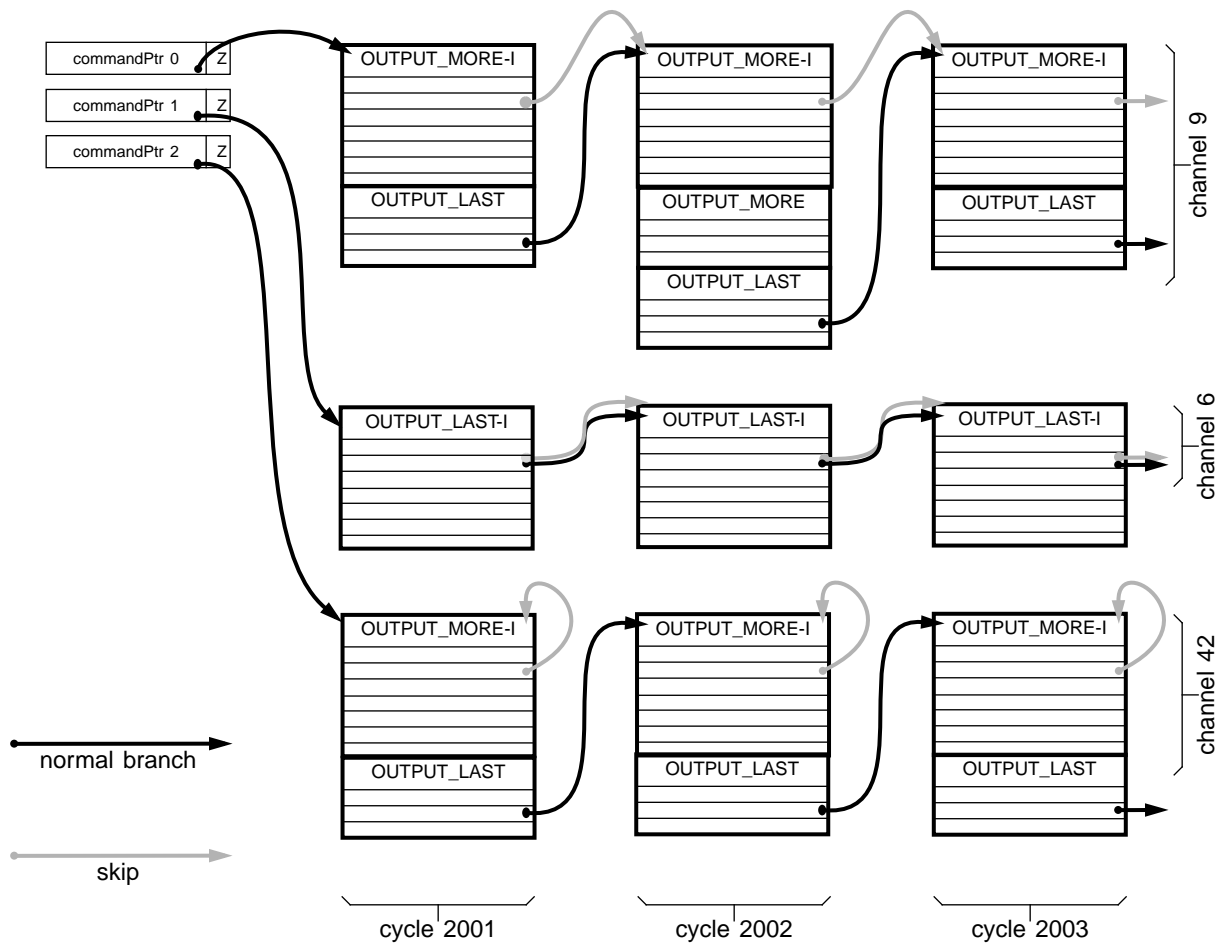 commandPtr 0 Z
commandPtr 1 Z
commandPtr 2 Z
OUTPUT_MORE-I
OUTPUT_LAST
OUTPUT_MORE-I
OUTPUT_MORE
OUTPUT_LAST
OUTPUT_MORE-I
OUTPUT_LAST
channel 9
OUTPUT_LAST-I
OUTPUT_LAST-I
OUTPUT_LAST-I
channel 6
OUTPUT_MORE-I
OUTPUT_LAST
OUTPUT_MORE-I
OUTPUT_LAST
OUTPUT_MORE-I
OUTPUT_LAST
channel 42
normal branch
skip
cycle 2001
cycle 2002
cycle 2003